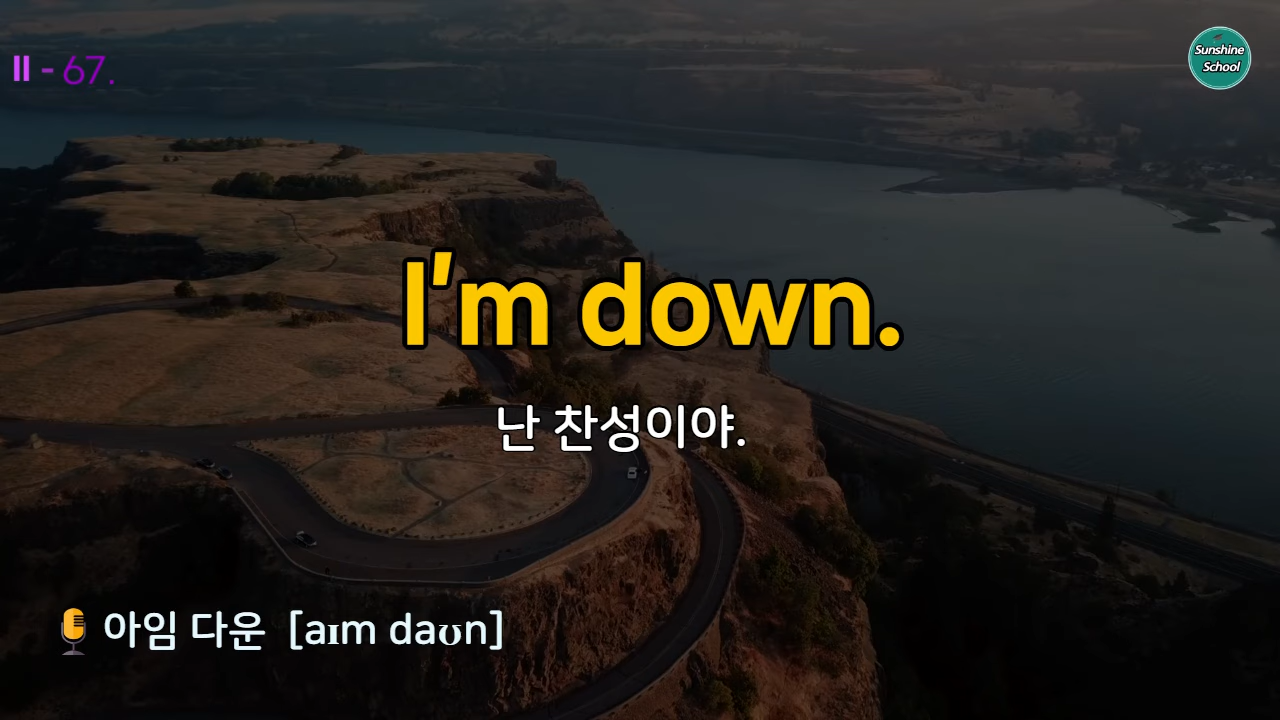 II - 67.
Sunshine
School
I'm down.
난 찬성이야.
아임 다운 [aɪm daʊn]